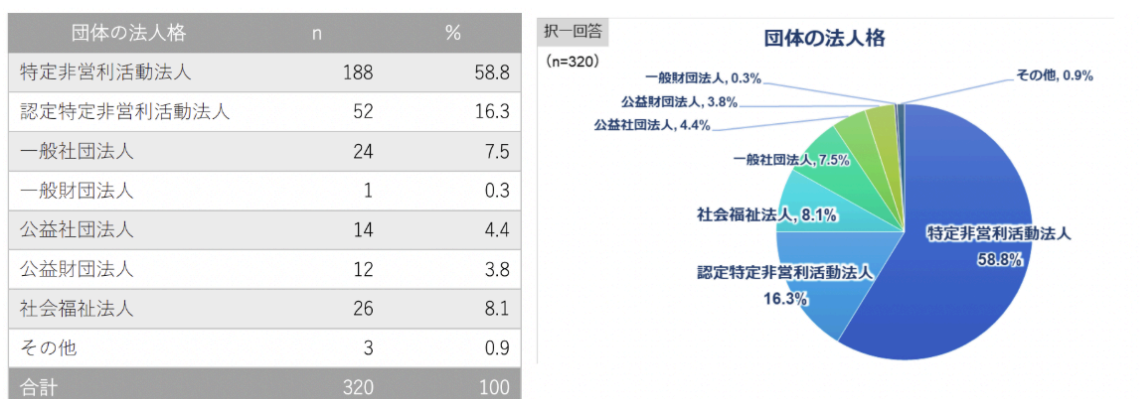 団体の法人格 n %
特定非営利活動法人 188 58.8
認定特定非営利活動法人 52 16.3
一般社団法人 24 7.5
一般財団法人 1 0.3
公益社団法人 14 4.4
公益財団法人 12 3.8
社会福祉法人 26 8.1
その他 3 0.9
合計 320 100
択一回答
団体の法人格
(n=320)
一般財団法人, 0.3%
その他, 0.9%
公益財団法人, 3.8%
公益社団法人, 4.4%
一般社団法人, 7.5%
社会福祉法人, 8.1%
特定非営利活動法人
58.8%
認定特定非営利活動法人
16.3%